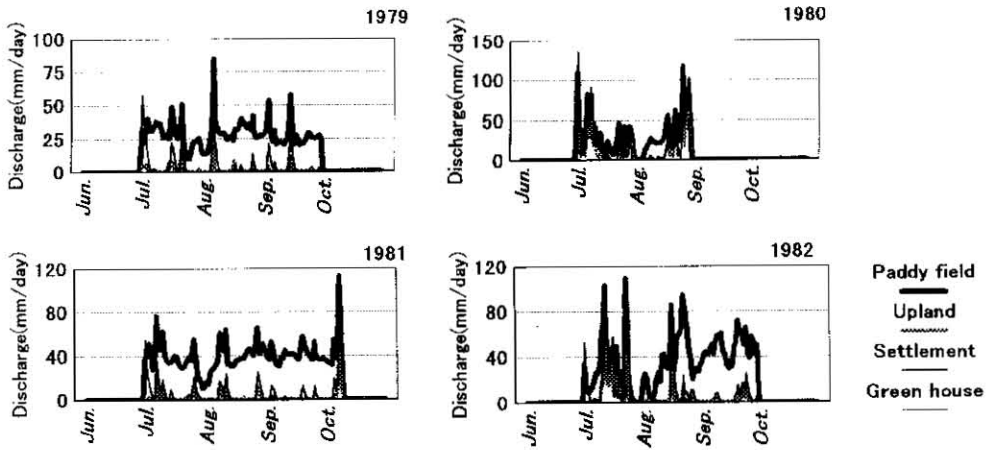 1979
Discharge(mm/day)
100
75
50
25
0
Jun.
Jul.
Aug.
Sep.
Oct.
1980
Discharge(mm/day)
150
100
50
0
Jun.
Jul.
Aug.
Sep.
Oct.
1981
Discharge(mm/day)
120
80
40
0
Jun.
Jul.
Aug.
Sep.
Oct.
1982
Discharge(mm/day)
120
80
40
0
Jun.
Jul.
Aug.
Sep.
Oct.
Paddy field
Upland
Settlement
Green house